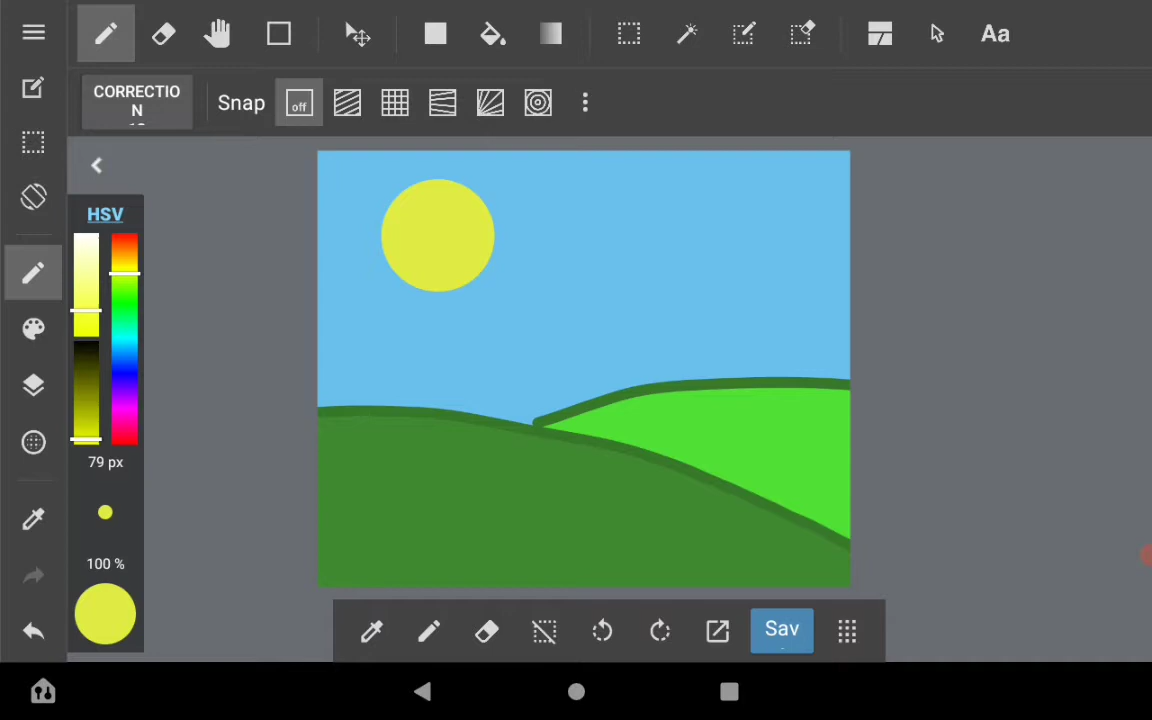 Aa
CORRECTIO
N
Snap
off
HSV
79 px
100 %
Sav